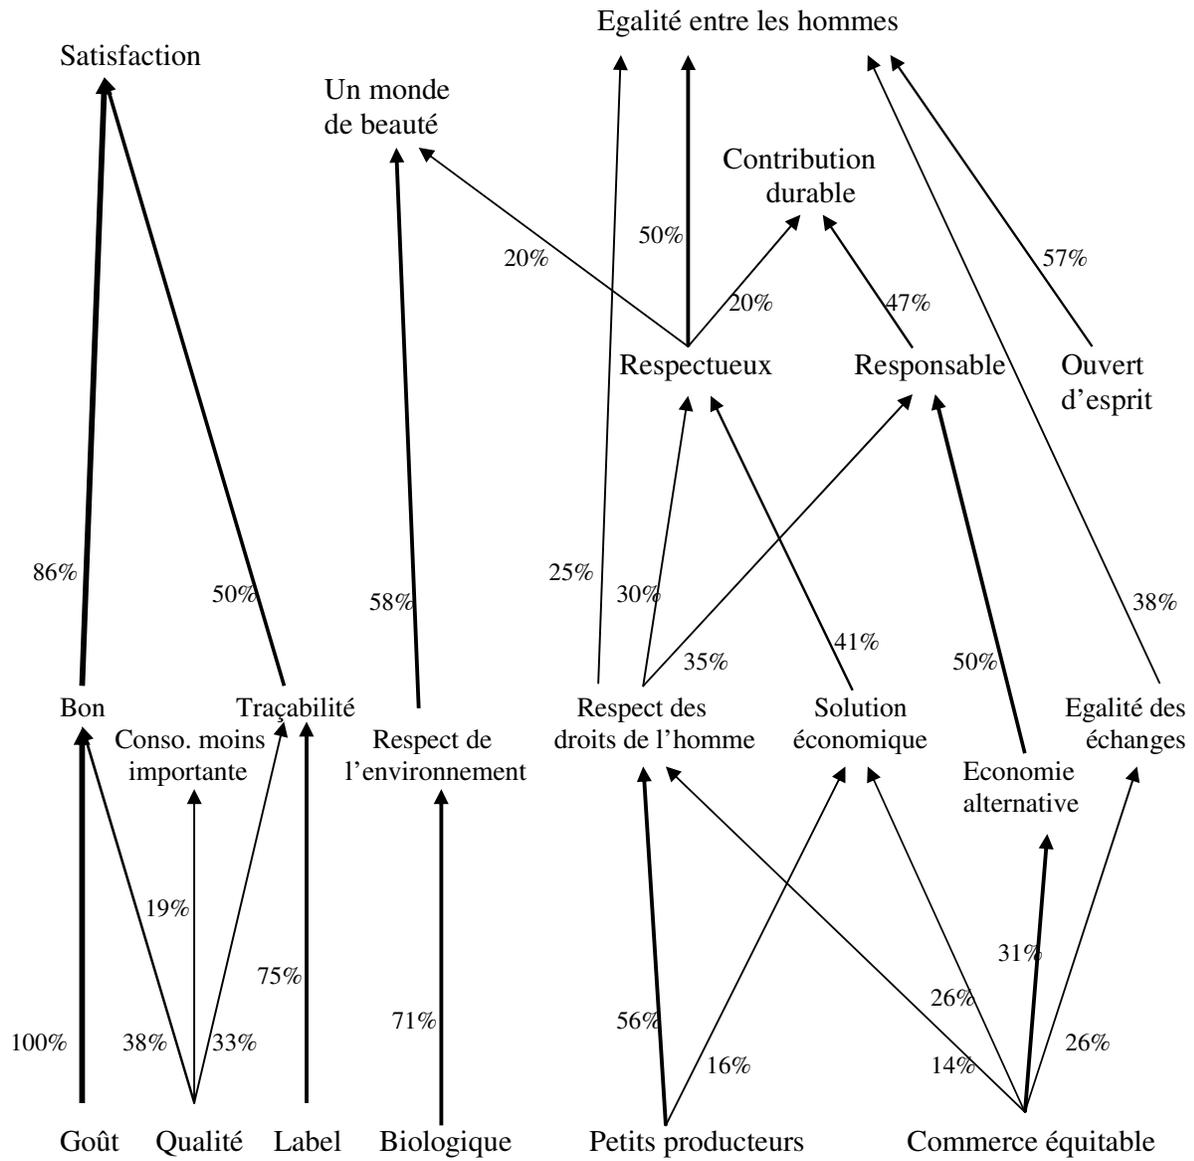 Egalité entre les hommes
Satisfaction
Un monde
de beauté
Contribution
durable
50%
20%
57%
20%
47%
Respectueux
Responsable
Ouvert
d’esprit
86%
50%
58%
25%
30%
38%
41%
35%
50%
Bon
Traçabilité
Conso. moins
importante
Respect de
l’environnement
Respect des
droits de l’homme
Solution
économique
Egalité des
échanges
Economie
alternative
19%
75%
31%
26%
100%
38%
33%
71%
56%
16%
14%
26%
Goût
Qualité
Label
Biologique
Petits producteurs
Commerce équitable